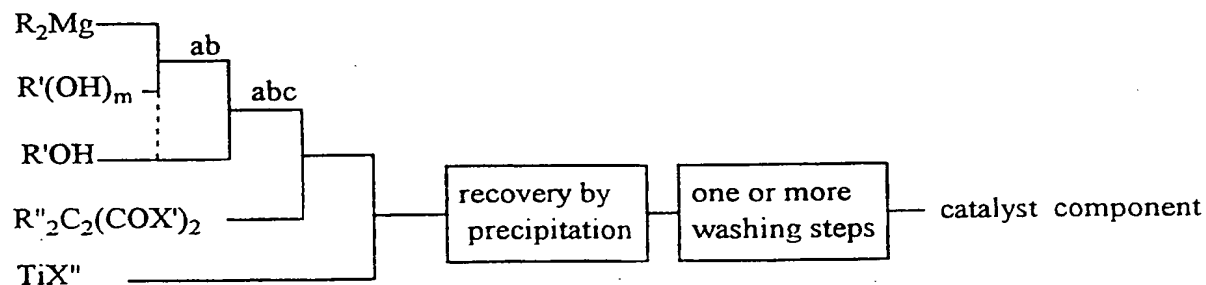 R₂Mg
ab
R'(OH)ₘ
abc
R'OH
recovery by
precipitation
one or more
washing steps
catalyst component
R"₂C₂(COX')₂
TiX"